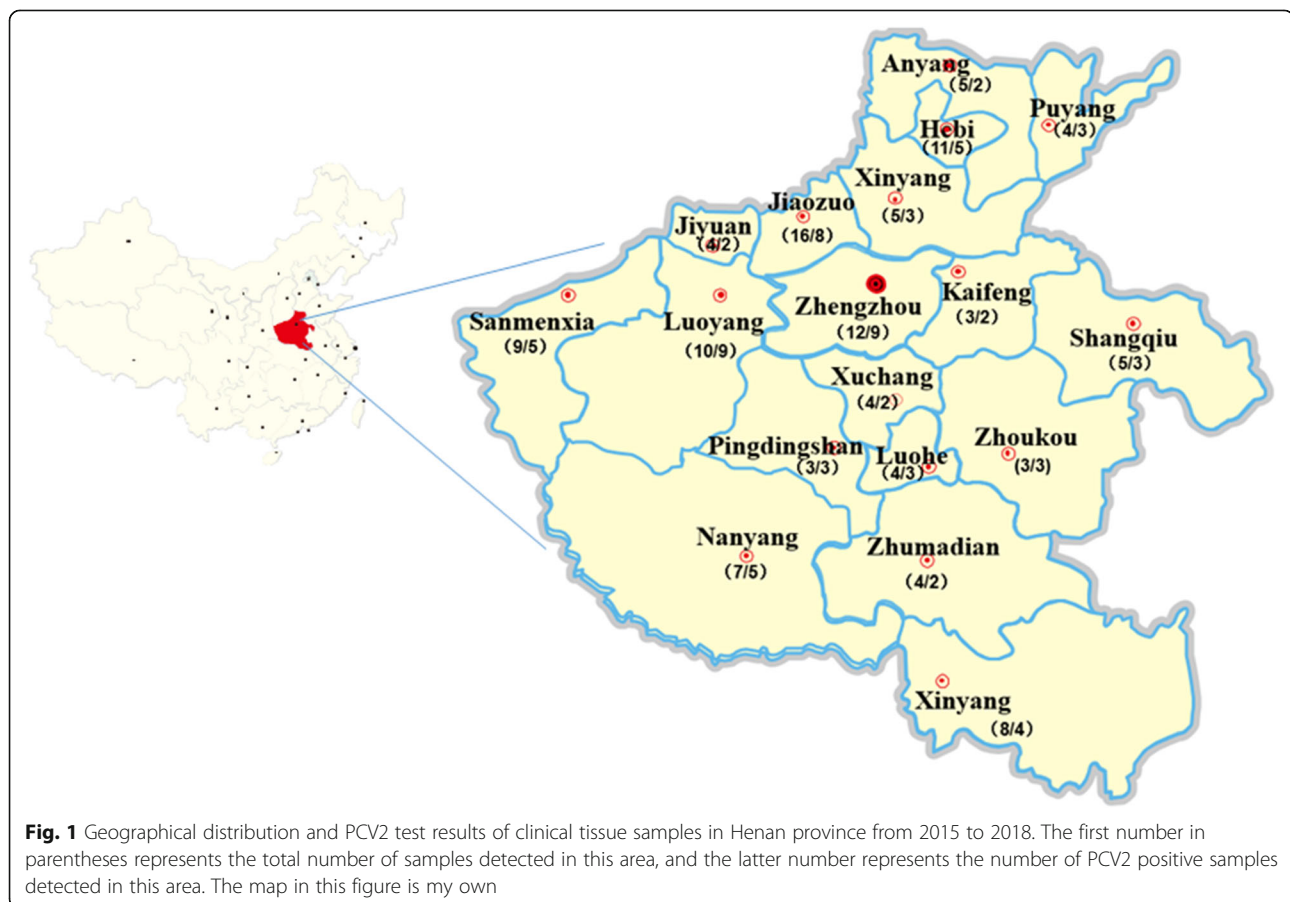 Anyang
(5/2)
Puyang
(4/3)
Hebi
(11/5)
Xinyang
(5/3)
Jiaozuo
(16/8)
Jiyuan
(4/2)
Sanmenxia
(9/5)
Luoyang
(10/9)
Zhengzhou
(12/9)
Kaifeng
(3/2)
Shangqiu
(5/3)
Xuchang
(4/2)
Pingdingshan
(3/3)
Luohe
(4/3)
Zhoukou
(3/3)
Nanyang
(7/5)
Zhumadian
(4/2)
Xinyang
(8/4)
Fig. 1 Geographical distribution and PCV2 test results of clinical tissue samples in Henan province from 2015 to 2018. The first number in
parentheses represents the total number of samples detected in this area, and the latter number represents the number of PCV2 positive samples
detected in this area. The map in this figure is my own